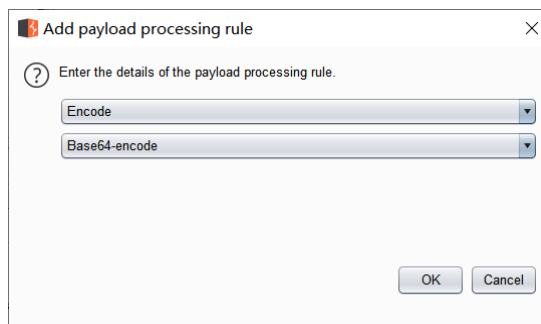 Add payload processing rule
Enter the details of the payload processing rule.
Encode
Base64-encode
OK
Cancel